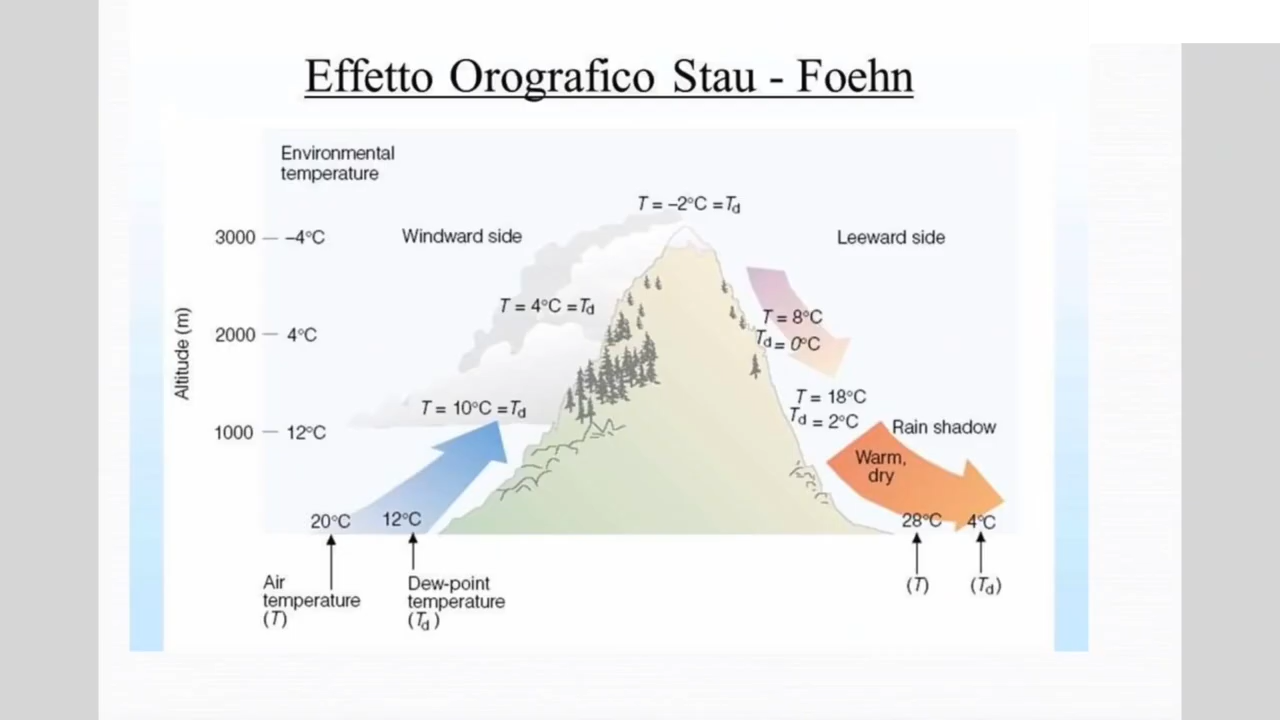 Effetto Orografico Stau - Foehn
Environmental
temperature
T = –2°C = Td
3000 –4°C
Windward side
Leeward side
T = 4°C = Td
T = 8°C
Td = 0°C
2000 4°C
Altitude (m)
T = 10°C = Td
T = 18°C
Td = 2°C
1000 12°C
Rain shadow
Warm,
dry
20°C 12°C
28°C 4°C
Air
temperature
(T)
Dew-point
temperature
(Td)
(T) (Td)